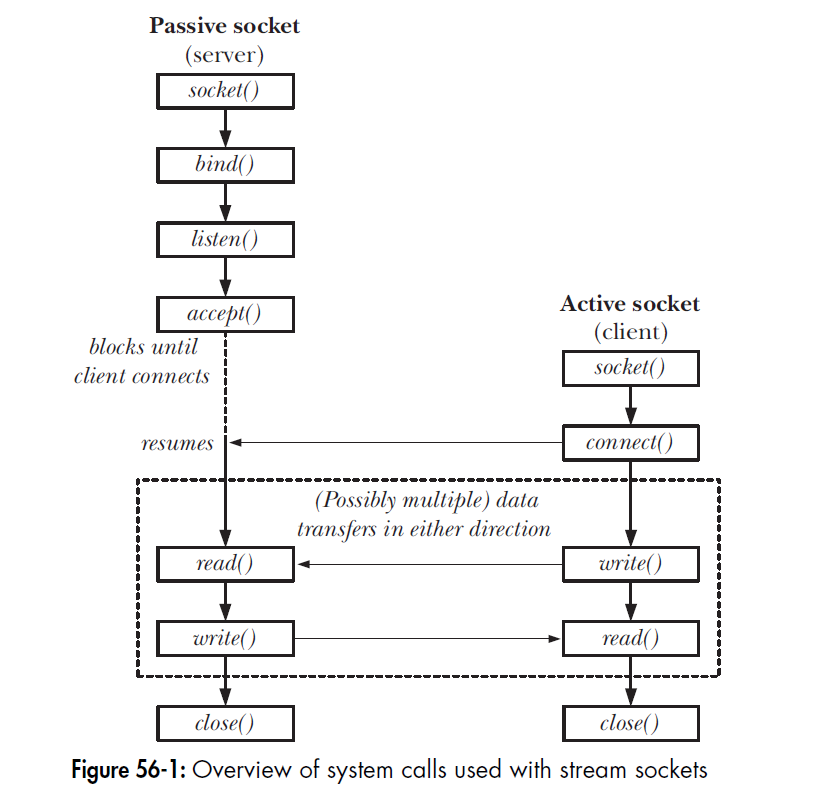 Passive socket
(server)
socket()
bind()
listen()
accept()
blocks until
client connects
resumes
Active socket
(client)
socket()
connect()
(Possibly multiple) data
transfers in either direction
read()
write()
write()
read()
close()
close()
Figure 56-1: Overview of system calls used with stream sockets